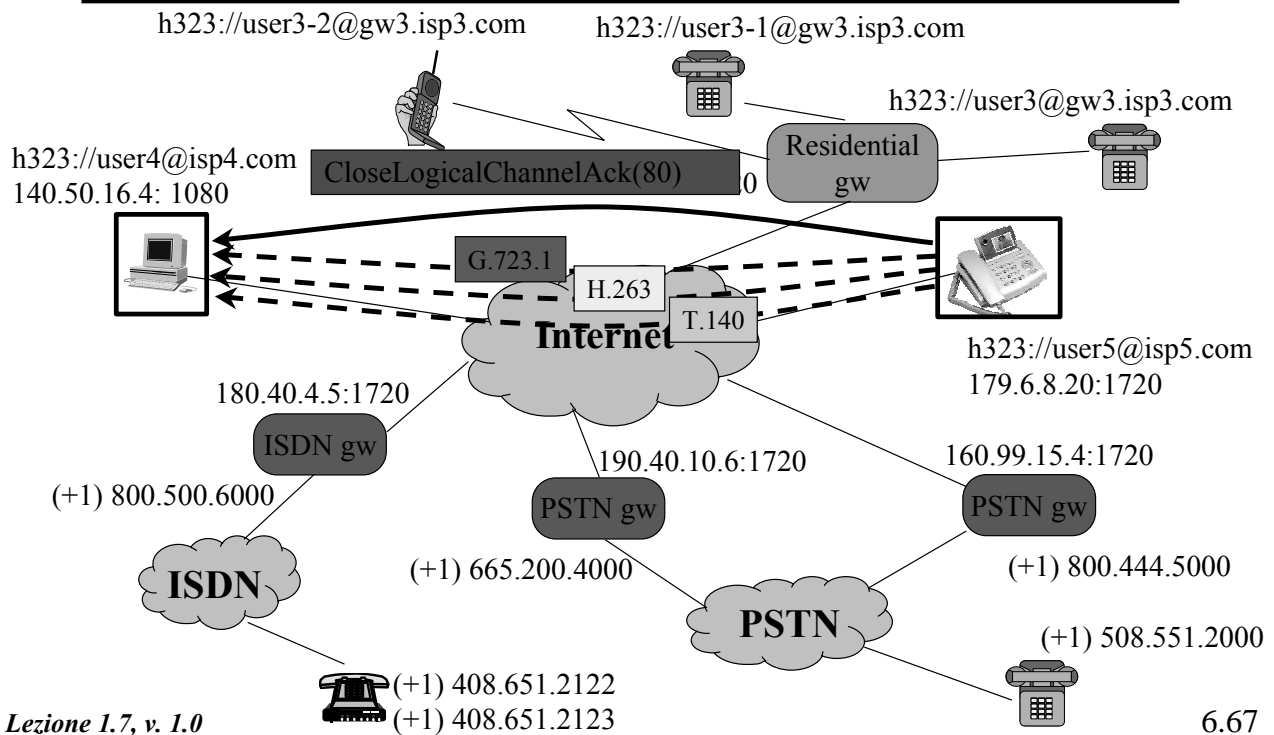 h323://user3-2@gw3.isp3.com
h323://user3-1@gw3.isp3.com
h323://user3@gw3.isp3.com
Residential
gw
h323://user4@isp4.com
140.50.16.4: 1080
CloseLogicalChannelAck(80)
G.723.1
H.263
T.140
Internet
h323://user5@isp5.com
179.6.8.20:1720
180.40.4.5:1720
ISDN gw
190.40.10.6:1720
160.99.15.4:1720
PSTN gw
PSTN gw
(+1) 800.500.6000
(+1) 665.200.4000
(+1) 800.444.5000
ISDN
PSTN
(+1) 508.551.2000
(+1) 408.651.2122
(+1) 408.651.2123
Lezione 1.7, v. 1.0
6.67